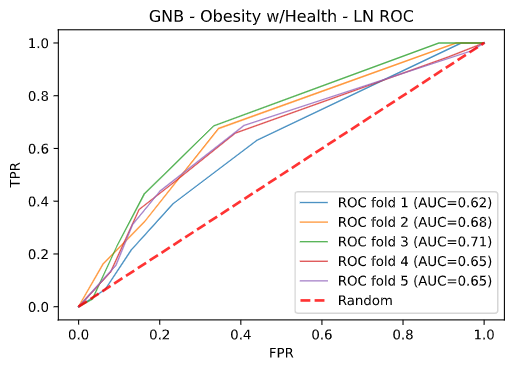 GNB - Obesity w/Health - LN ROC
TPR
1.0
0.8
0.6
0.4
0.2
0.0
ROC fold 1 (AUC=0.62)
ROC fold 2 (AUC=0.68)
ROC fold 3 (AUC=0.71)
ROC fold 4 (AUC=0.65)
ROC fold 5 (AUC=0.65)
Random
0.0 0.2 0.4 0.6 0.8 1.0
FPR